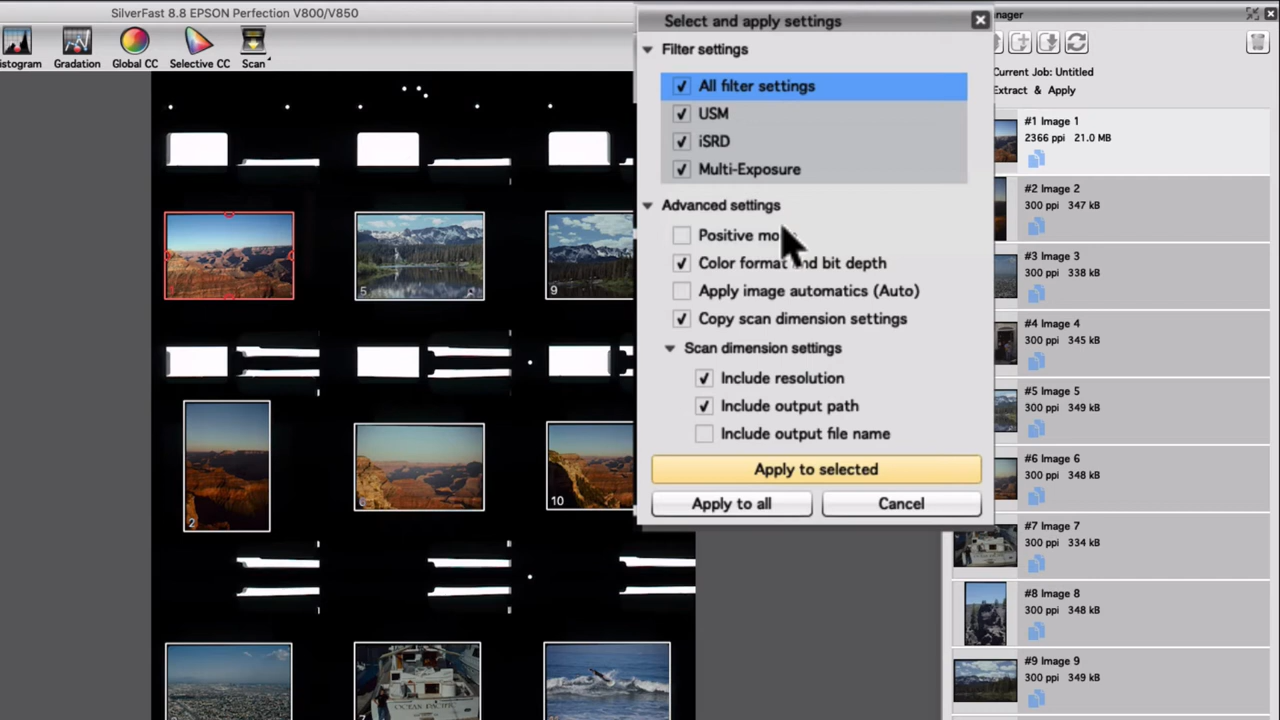 SilverFast 8.8 EPSON Perfection V800/V850
istogram
Gradation
Global CC
Selective CC
Scan
Select and apply settings
Filter settings
All filter settings
USM
iSRD
Multi-Exposure
Advanced settings
Positive mo
Color format and bit depth
Apply image automatics (Auto)
Copy scan dimension settings
Scan dimension settings
Include resolution
Include output path
Include output file name
Apply to selected
Apply to all
Cancel
nager
Current Job: Untitled
Extract & Apply
#1 Image 1
2366 ppi 21.0 MB
#2 Image 2
300 ppi 347 kB
#3 Image 3
300 ppi 338 kB
#4 Image 4
300 ppi 345 kB
#5 Image 5
300 ppi 349 kB
#6 Image 6
300 ppi 348 kB
#7 Image 7
300 ppi 334 kB
#8 Image 8
300 ppi 348 kB
#9 Image 9
300 ppi 349 kB
5
9
2
10
OCEAN PACIFIC